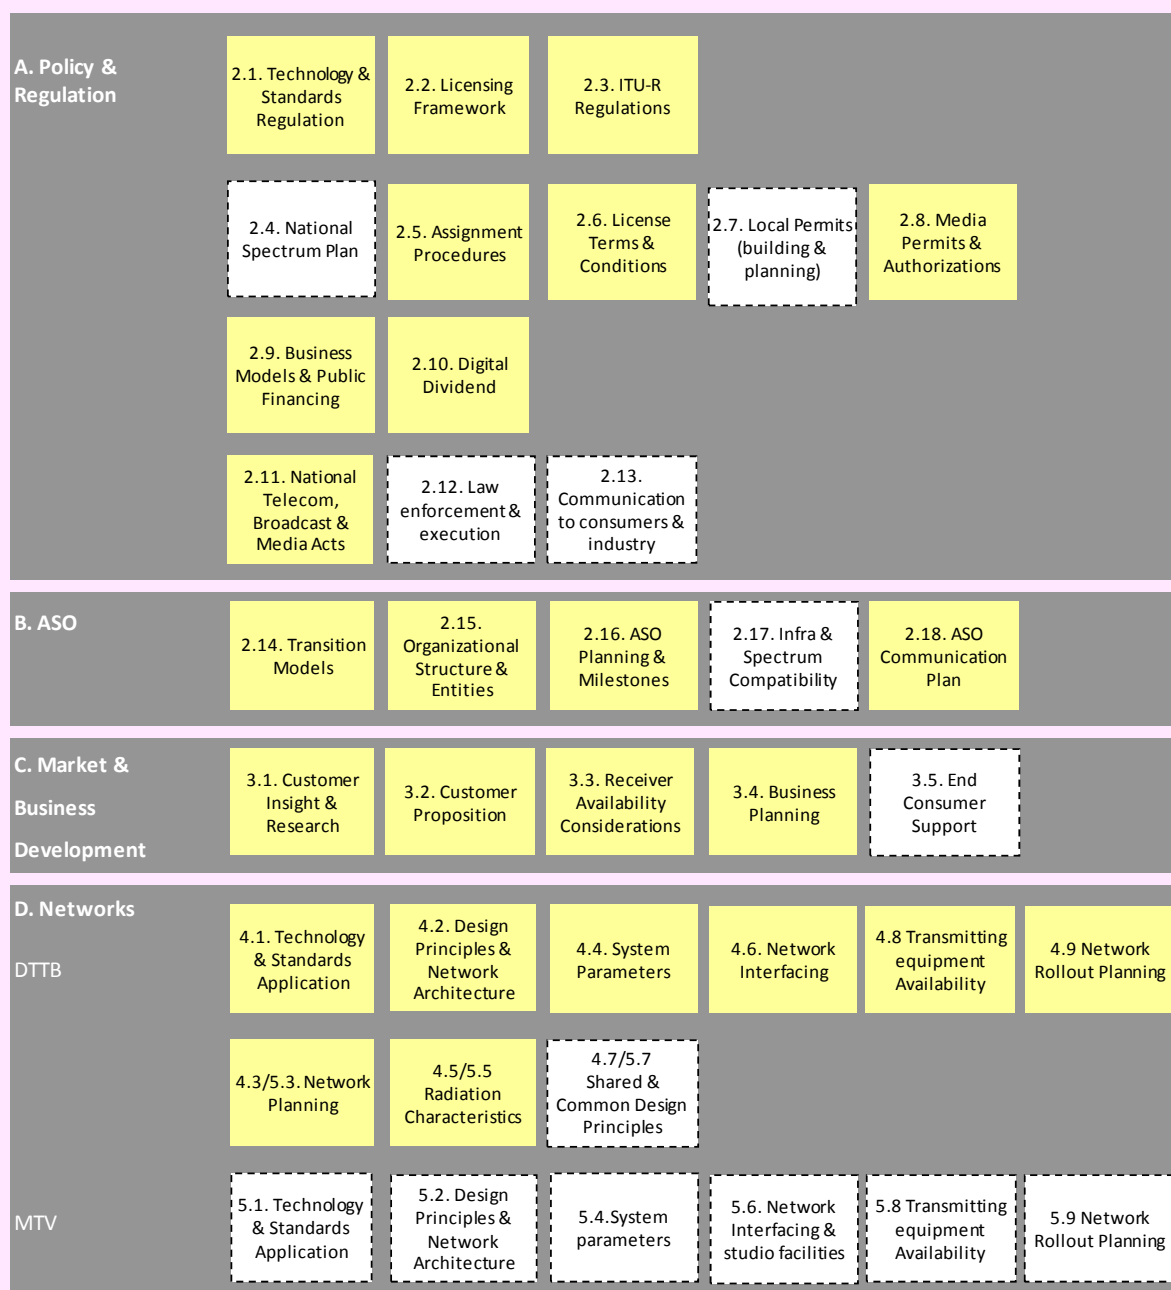 A. Policy &
Regulation
2.1. Technology &
Standards
Regulation
2.2. Licensing
Framework
2.3. ITU-R
Regulations
2.4. National
Spectrum Plan
2.5. Assignment
Procedures
2.6. License
Terms &
Conditions
2.7. Local Permits
(building &
planning)
2.8. Media
Permits &
Authorizations
2.9. Business
Models & Public
Financing
2.10. Digital
Dividend
2.11. National
Telecom,
Broadcast &
Media Acts
2.12. Law
enforcement &
execution
2.13.
Communication
to consumers &
industry
B. ASO
2.14. Transition
Models
2.15.
Organizational
Structure &
Entities
2.16. ASO
Planning &
Milestones
2.17. Infra &
Spectrum
Compatibility
2.18. ASO
Communication
Plan
C. Market &
Business
Development
3.1. Customer
Insight &
Research
3.2. Customer
Proposition
3.3. Receiver
Availability
Considerations
3.4. Business
Planning
3.5. End
Consumer
Support
D. Networks
DTTB
4.1. Technology
& Standards
Application
4.2. Design
Principles &
Network
Architecture
4.4. System
Parameters
4.6. Network
Interfacing
4.8 Transmitting
equipment
Availability
4.9 Network
Rollout Planning
4.3/5.3. Network
Planning
4.5/5.5
Radiation
Characteristics
4.7/5.7
Shared &
Common Design
Principles
MTV
5.1. Technology
& Standards
Application
5.2. Design
Principles &
Network
Architecture
5.4.System
parameters
5.6. Network
Interfacing &
studio facilities
5.8 Transmitting
equipment
Availability
5.9 Network
Rollout Planning